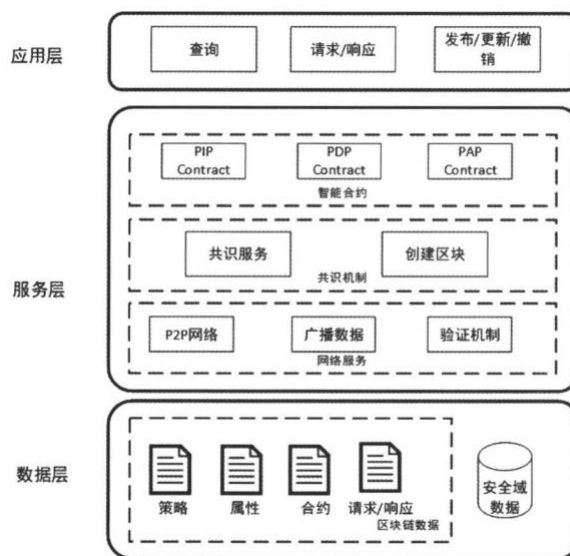 应用层
查询
请求/响应
发布/更新/撤
销
服务层
PIP
Contract
PDP
Contract
PAP
Contract
智能合约
共识服务
创建区块
共识机制
P2P网络
广播数据
验证机制
网络服务
数据层
策略
属性
合约
请求/响应
区块链数据
安全域
数据